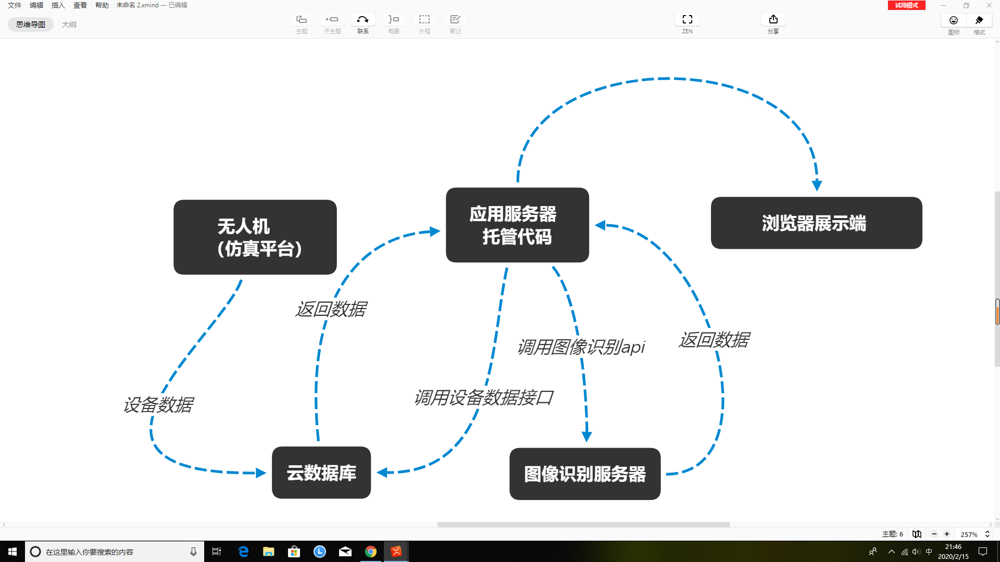 文件 编辑 插入 查看 帮助 未命名 2.xmind — 已编辑
试用模式
思维导图 大纲
主题 子主题 联系 概要 外框 笔记 ZEN 分享 图标 格式
无人机
(仿真平台)
应用服务器
托管代码
浏览器展示端
返回数据
调用图像识别api
返回数据
调用设备数据接口
设备数据
云数据库
图像识别服务器
主题: 6
257%
在这里输入你要搜索的内容
中
21:46
2020/2/15